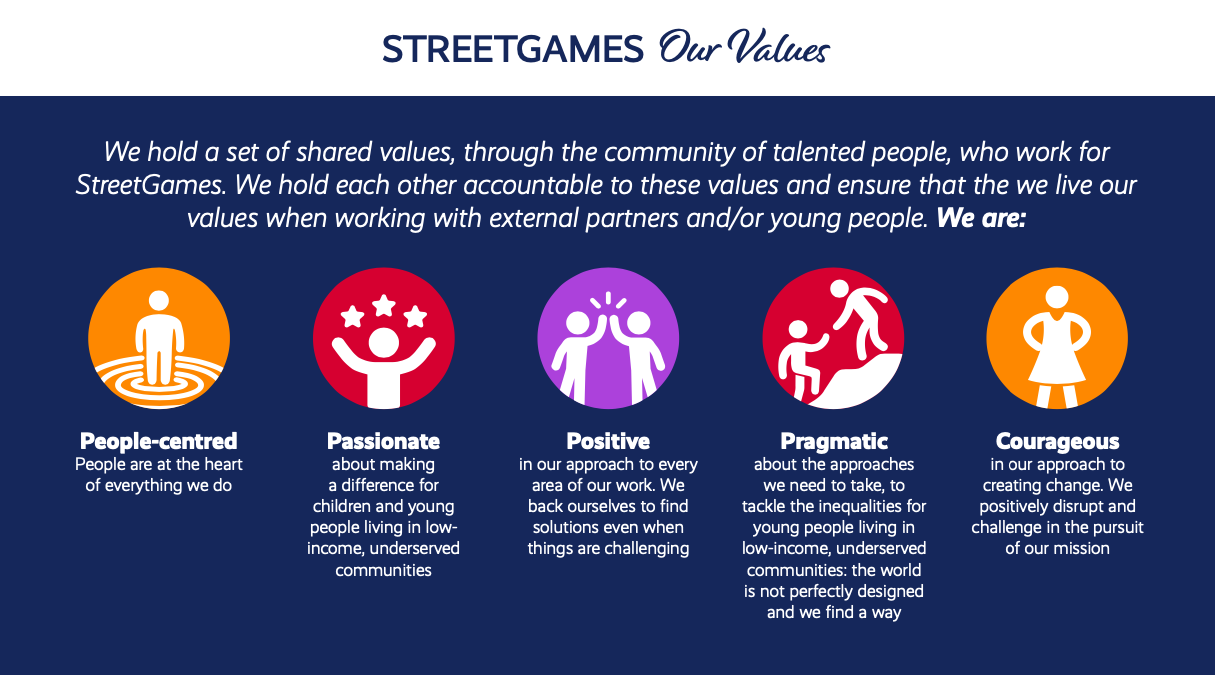 STREETGAMES Our Values
We hold a set of shared values, through the community of talented people, who work for
StreetGames. We hold each other accountable to these values and ensure that the we live our
values when working with external partners and/or young people. We are:
People-centred
People are at the heart
of everything we do
Passionate
about making
a difference for
children and young
people living in low-
income, underserved
communities
Positive
in our approach to every
area of our work. We
back ourselves to find
solutions even when
things are challenging
Pragmatic
about the approaches
we need to take, to
tackle the inequalities for
young people living in
low-income, underserved
communities: the world
is not perfectly designed
and we find a way
Courageous
in our approach to
creating change. We
positively disrupt and
challenge in the pursuit
of our mission